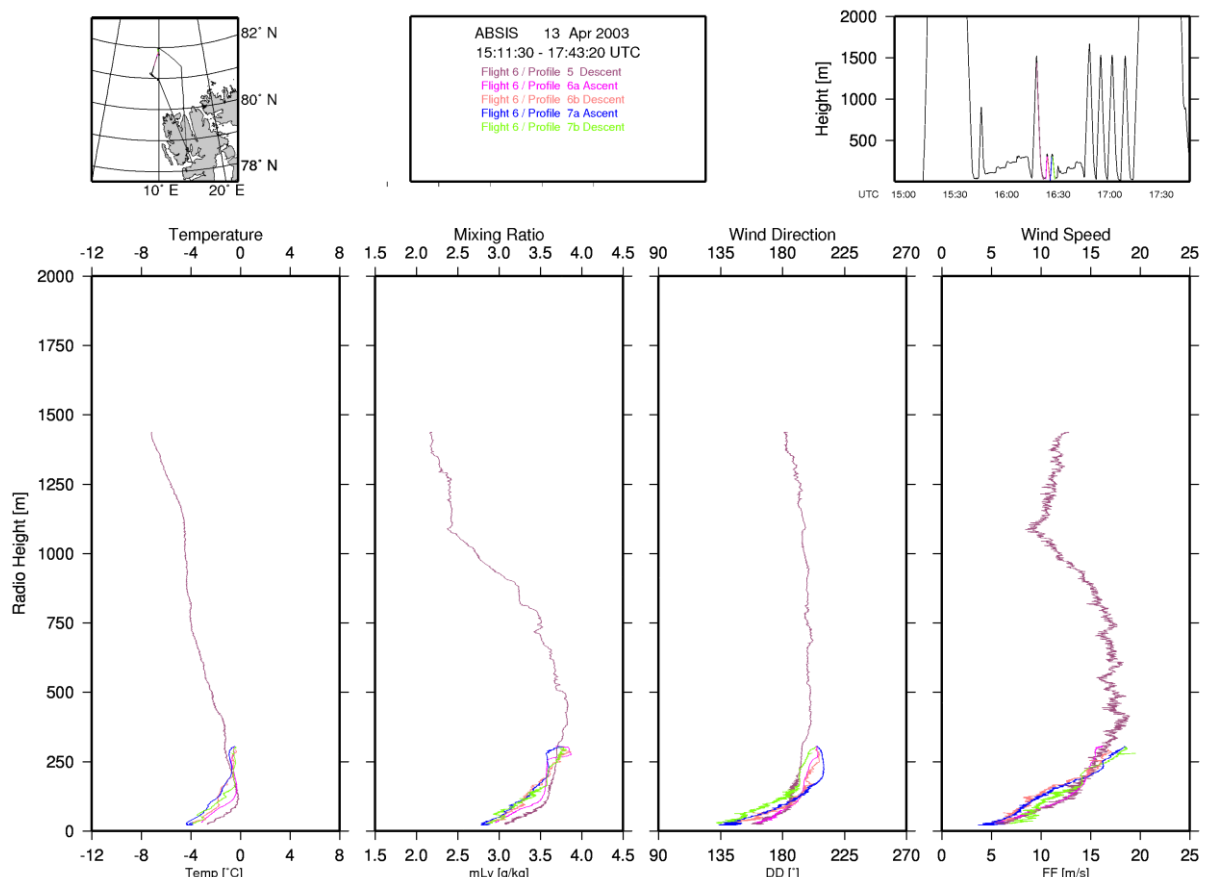 82° N
80° N
78° N
10° E 20° E
ABSIS 13 Apr 2003
15:11:30 - 17:43:20 UTC
Flight 6 / Profile 5 Descent
Flight 6 / Profile 6a Ascent
Flight 6 / Profile 6b Descent
Flight 6 / Profile 7a Ascent
Flight 6 / Profile 7b Descent
Height [m]
2000
1500
1000
500
UTC 15:00 15:30 16:00 16:30 17:00 17:30
Temperature Mixing Ratio Wind Direction Wind Speed
-12 -8 -4 0 4 8 1.5 2.0 2.5 3.0 3.5 4.0 4.5 90 135 180 225 270 0 5 10 15 20 25
Radio Height [m]
2000
1750
1500
1250
1000
750
500
250
0
-12 -8 -4 0 4 8 1.5 2.0 2.5 3.0 3.5 4.0 4.5 90 135 180 225 270 0 5 10 15 20 25
Temp [°C] mLy [g/kg] DD [°] FF [m/s]